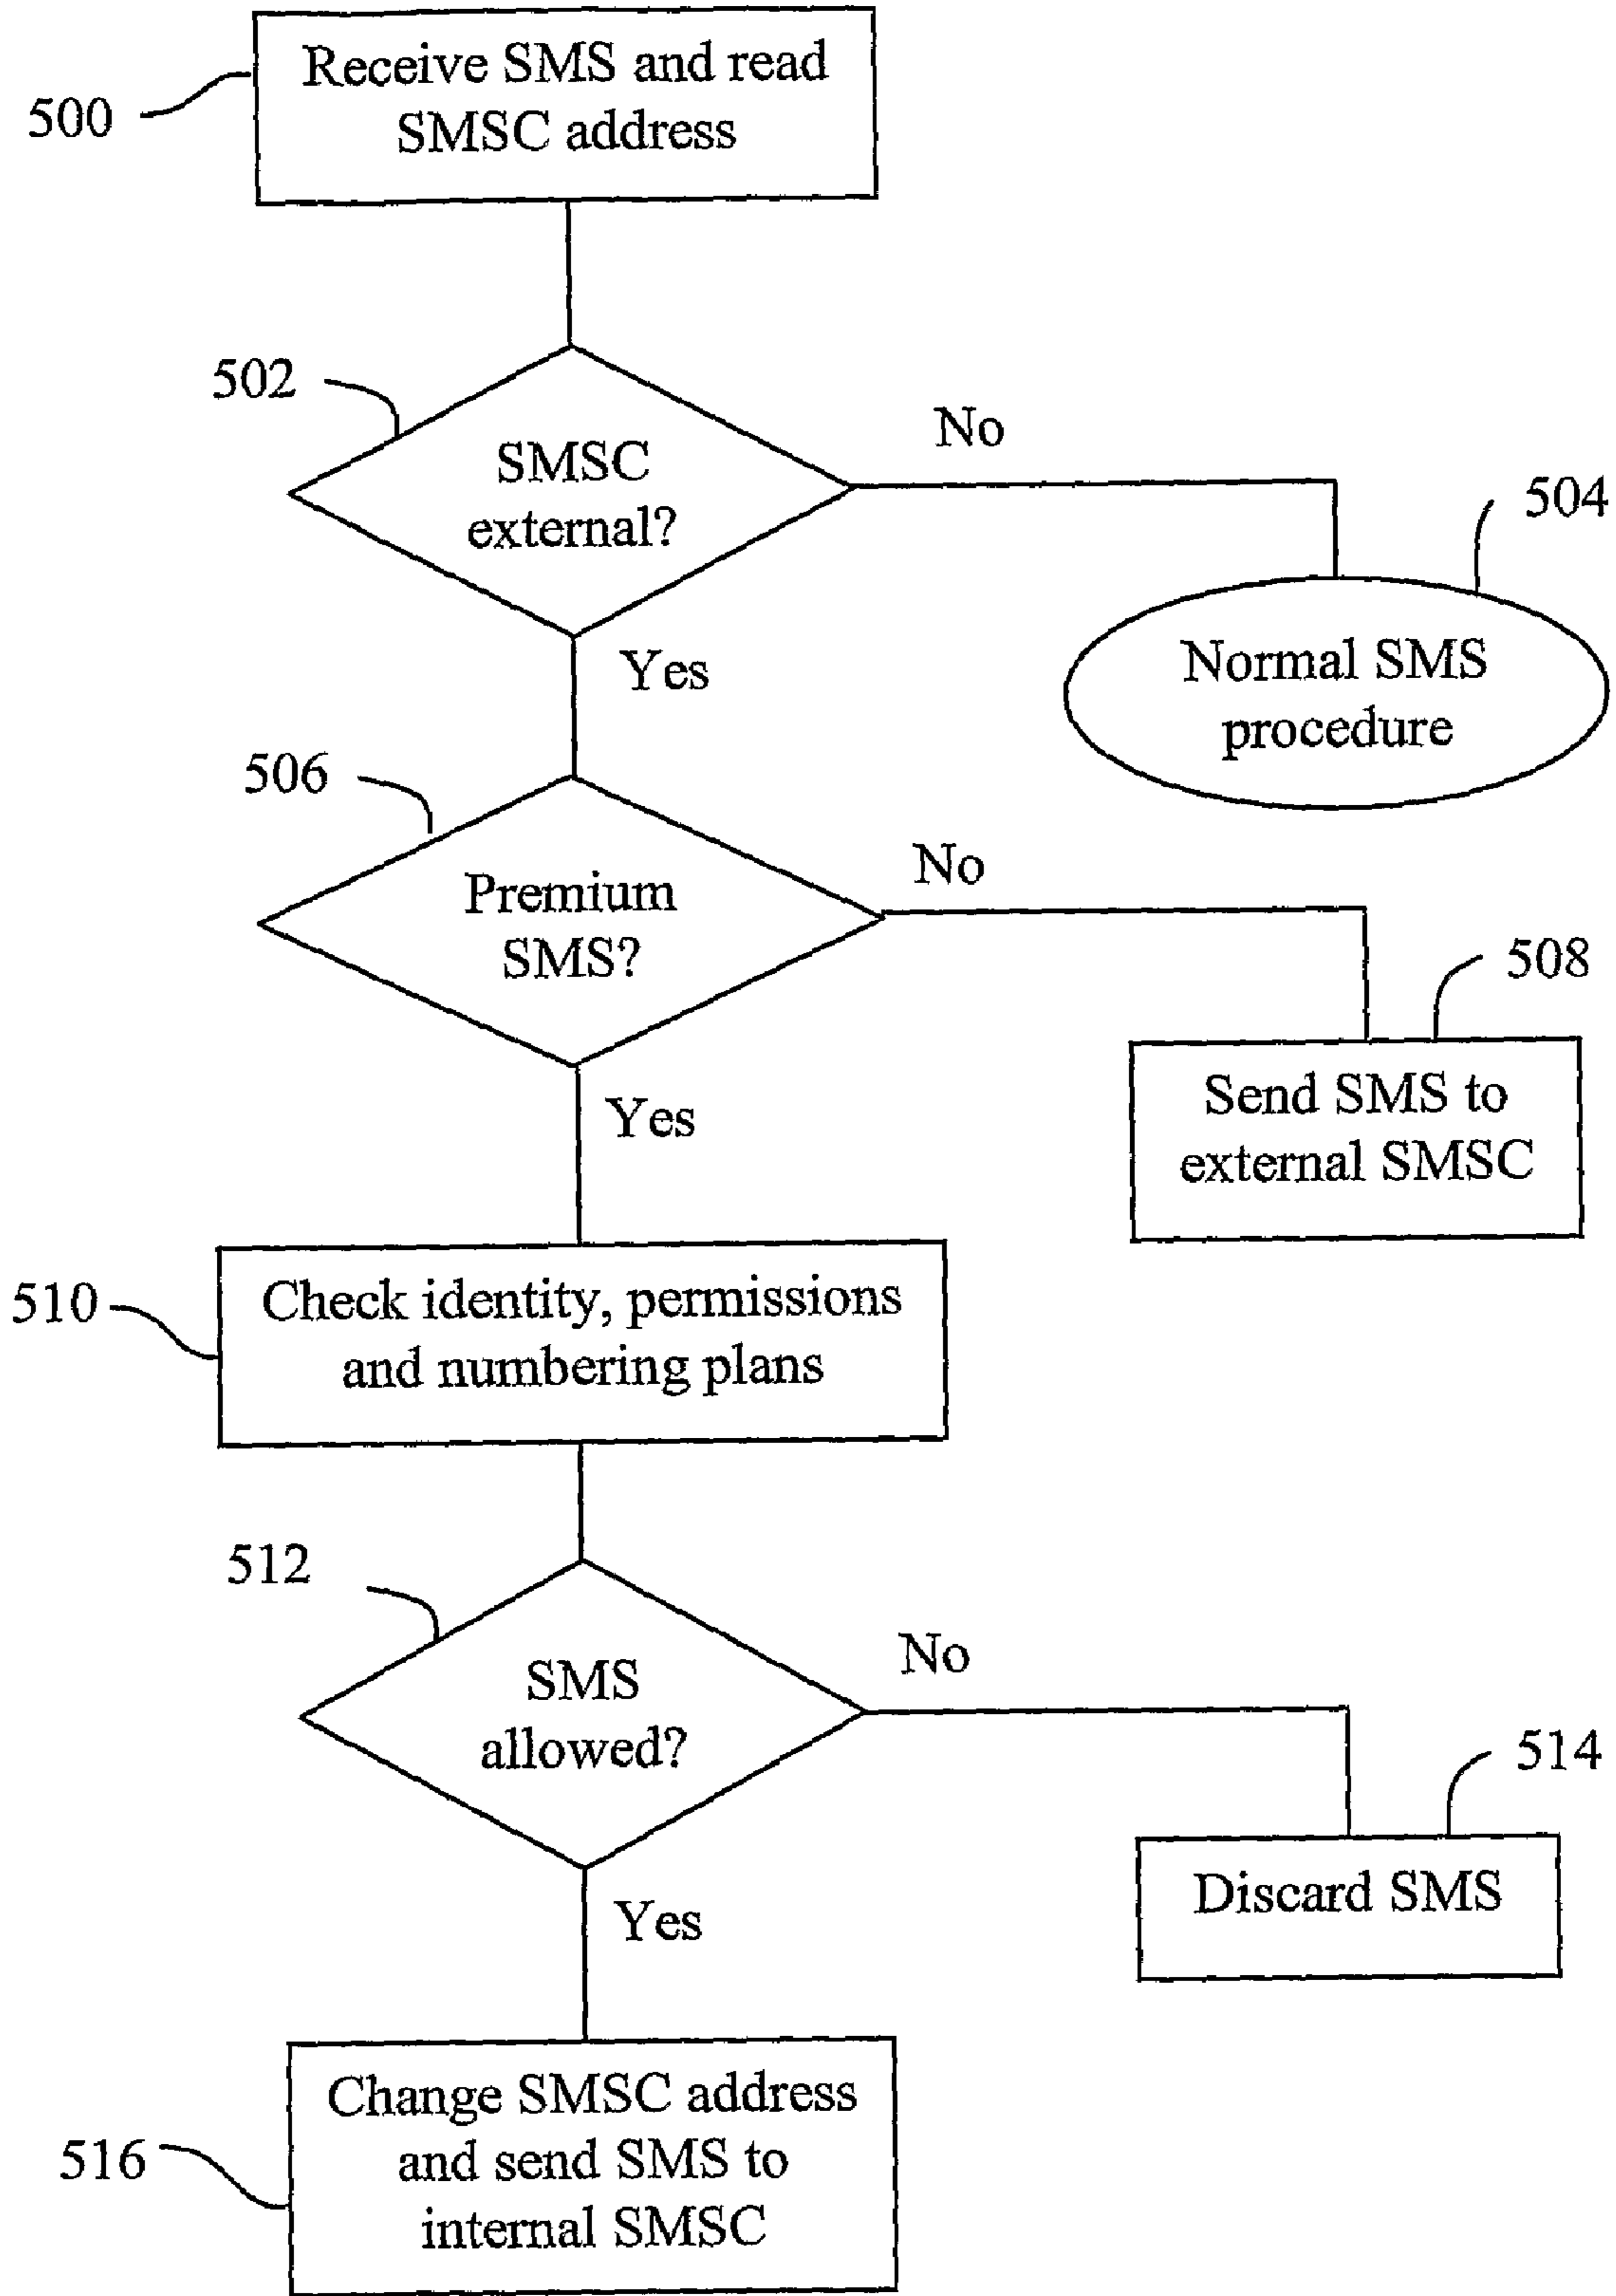 Receive SMS and read
SMSC address
500
502
SMSC
external?
No
504
Normal SMS
procedure
Yes
506
Premium
SMS?
No
508
Send SMS to
external SMSC
Yes
510
Check identity, permissions
and numbering plans
512
SMS
allowed?
No
514
Discard SMS
Yes
516
Change SMSC address
and send SMS to
internal SMSC